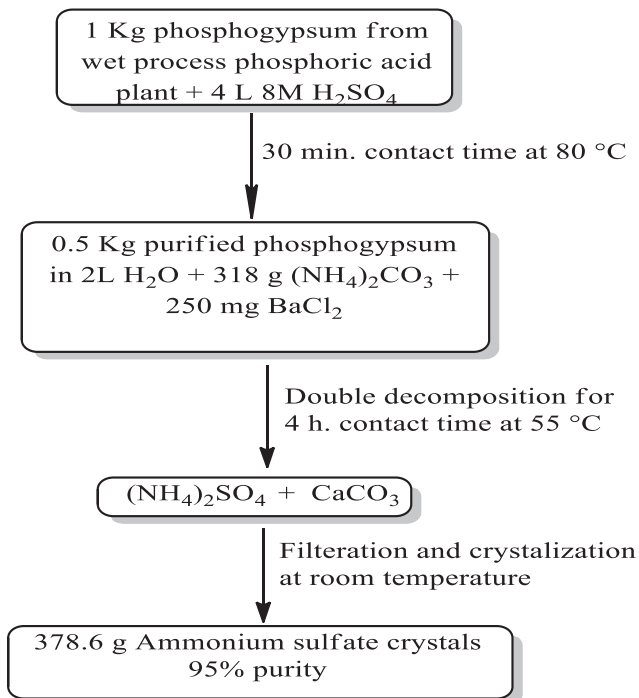 1 Kg phosphogypsum from
wet process phosphoric acid
plant + 4 L 8M H₂SO₄
30 min. contact time at 80 °C
0.5 Kg purified phosphogypsum
in 2L H₂O + 318 g (NH₄)₂CO₃ +
250 mg BaCl₂
Double decomposition for
4 h. contact time at 55 °C
(NH₄)₂SO₄ + CaCO₃
Filteration and crystalization
at room temperature
378.6 g Ammonium sulfate crystals
95% purity